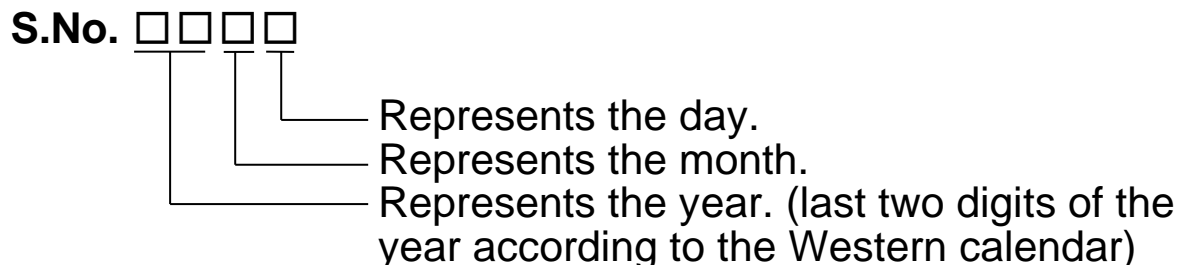 S.No. □□□□
Represents the day.
Represents the month.
Represents the year. (last two digits of the
year according to the Western calendar)